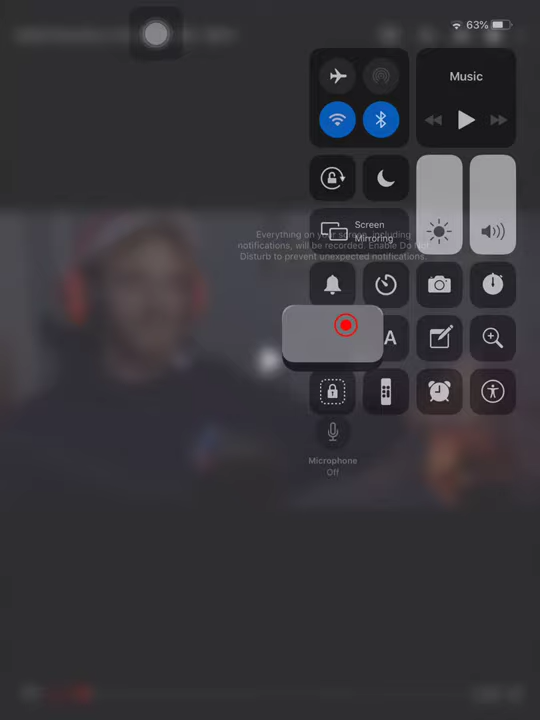 63%
Music
Screen
Mirroring
Everything on your screen, including
notifications, will be recorded. Enable Do Not
Disturb to prevent unexpected notifications.
A
Microphone
Off